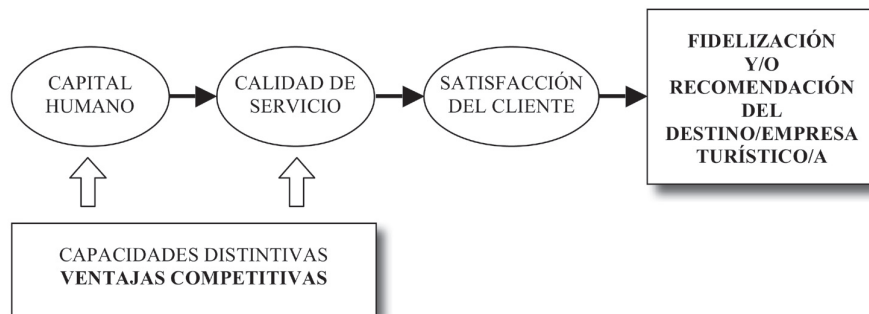 CAPITAL
HUMANO
CALIDAD DE
SERVICIO
SATISFACCIÓN
DEL CLIENTE
FIDELIZACIÓN
Y/O
RECOMENDACIÓN
DEL
DESTINO/EMPRESA
TURÍSTICO/A
CAPACIDADES DISTINTIVAS
VENTAJAS COMPETITIVAS